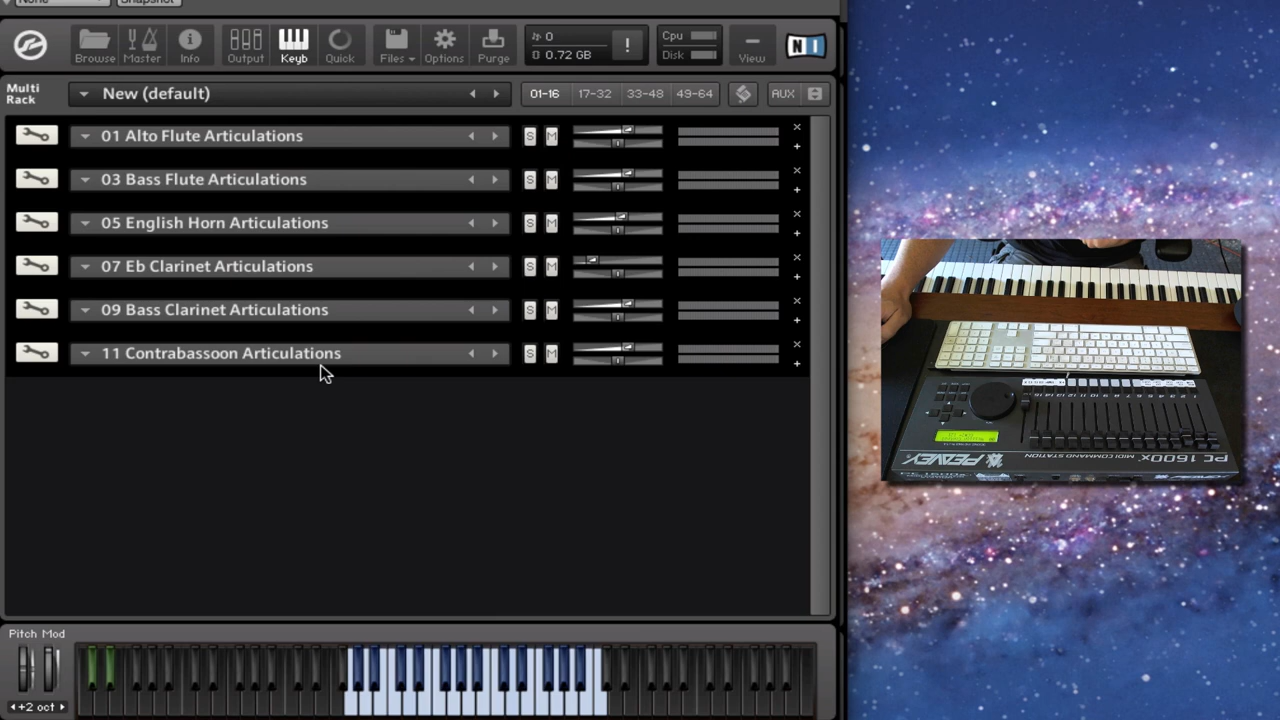 None Snapshot
Browse Master Info Output Keyb Quick Files Options Purge 0 0.72 GB ! Cpu Disk View NI
Multi Rack New (default) 01-16 17-32 33-48 49-64 AUX
01 Alto Flute Articulations S M
03 Bass Flute Articulations S M
05 English Horn Articulations S M
07 Eb Clarinet Articulations S M
09 Bass Clarinet Articulations S M
11 Contrabassoon Articulations S M
PC 1600x MIDI COMMAND STATION PEAVEY
Pitch Mod
+2 oct